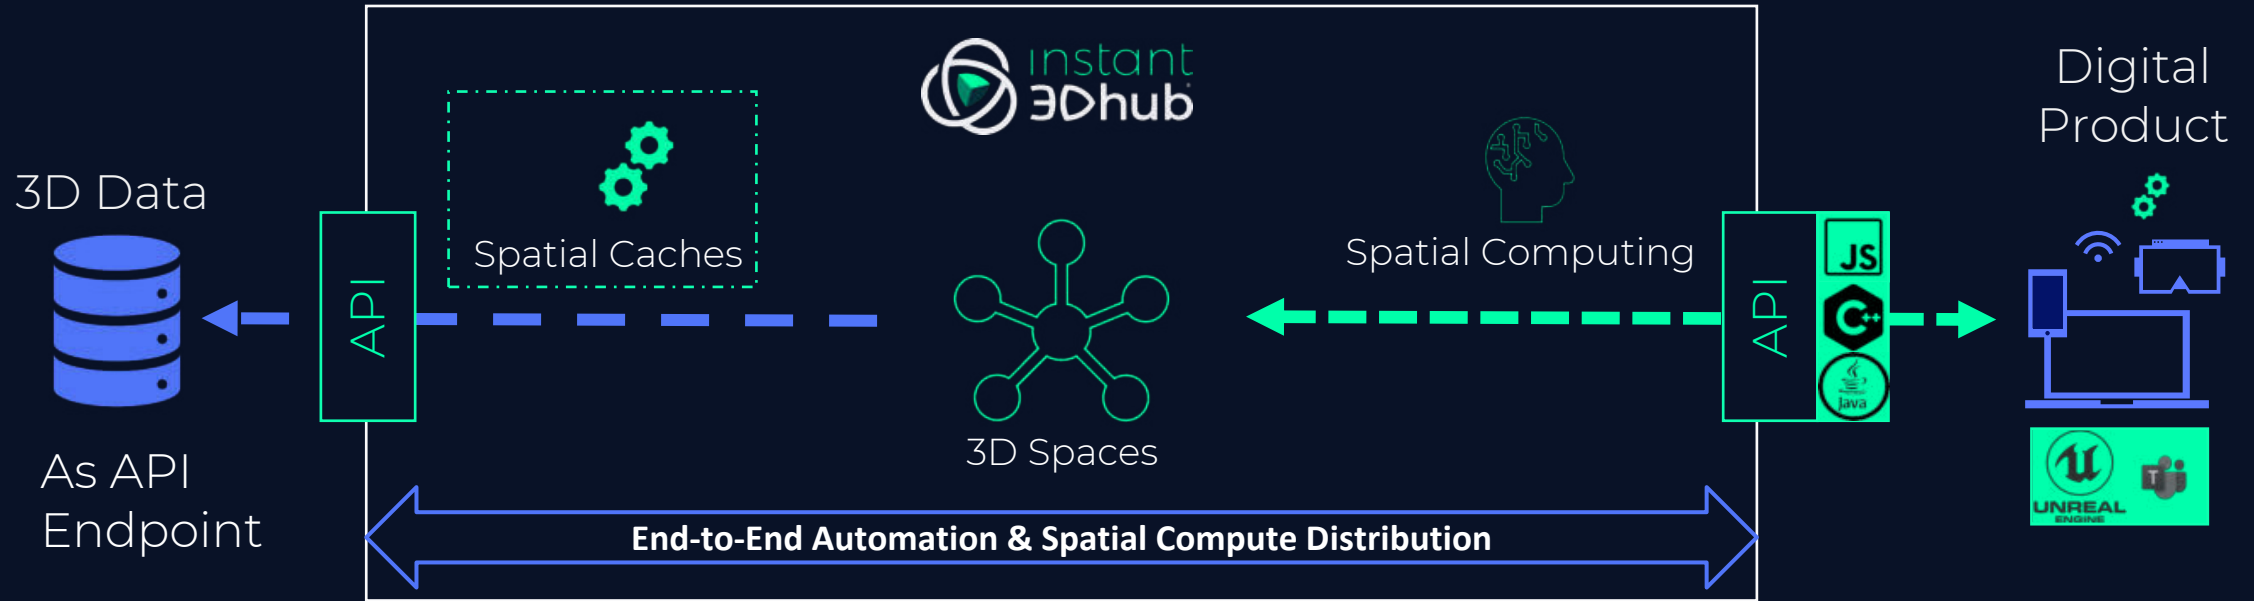 3D Data
As API
Endpoint
API
Spatial Caches
instant
3Dhub
3D Spaces
Spatial Computing
API
JS
C++
Java
Digital
Product
UNREAL
ENGINE
T
End-to-End Automation & Spatial Compute Distribution